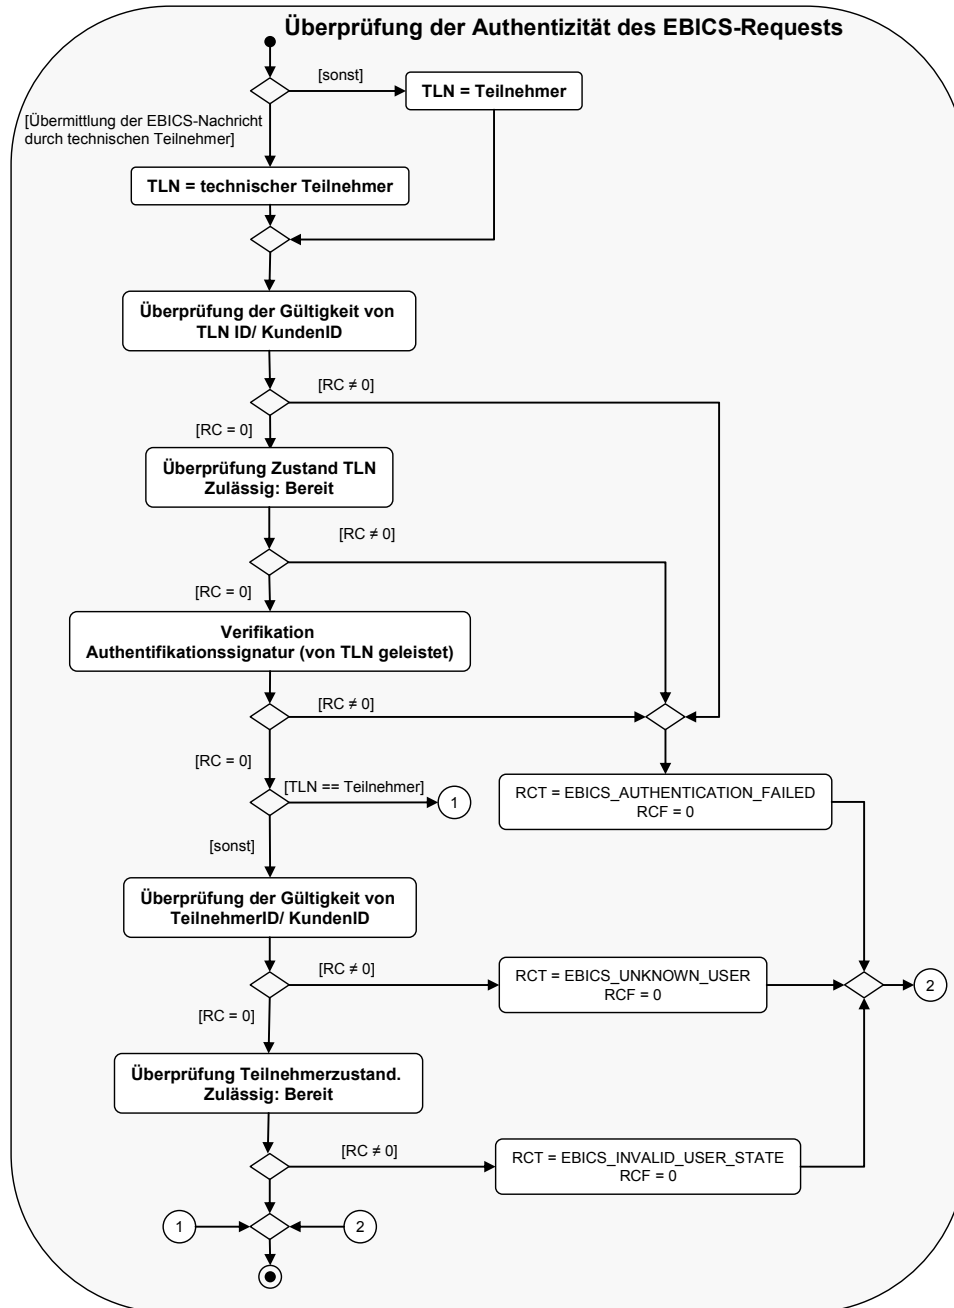 Überprüfung der Authentizität des EBICS-Requests
[sonst]
TLN = Teilnehmer
[Übermittlung der EBICS-Nachricht
durch technischen Teilnehmer]
TLN = technischer Teilnehmer
Überprüfung der Gültigkeit von
TLN ID/ KundenID
[RC ≠ 0]
[RC = 0]
Überprüfung Zustand TLN
Zulässig: Bereit
[RC ≠ 0]
[RC = 0]
Verifikation
Authentifikationssignatur (von TLN geleistet)
[RC ≠ 0]
[RC = 0]
[TLN == Teilnehmer]
1
RCT = EBICS_AUTHENTICATION_FAILED
RCF = 0
[sonst]
Überprüfung der Gültigkeit von
TeilnehmerID/ KundenID
[RC ≠ 0]
RCT = EBICS_UNKNOWN_USER
RCF = 0
2
[RC = 0]
Überprüfung Teilnehmerzustand.
Zulässig: Bereit
[RC ≠ 0]
RCT = EBICS_INVALID_USER_STATE
RCF = 0
1
2